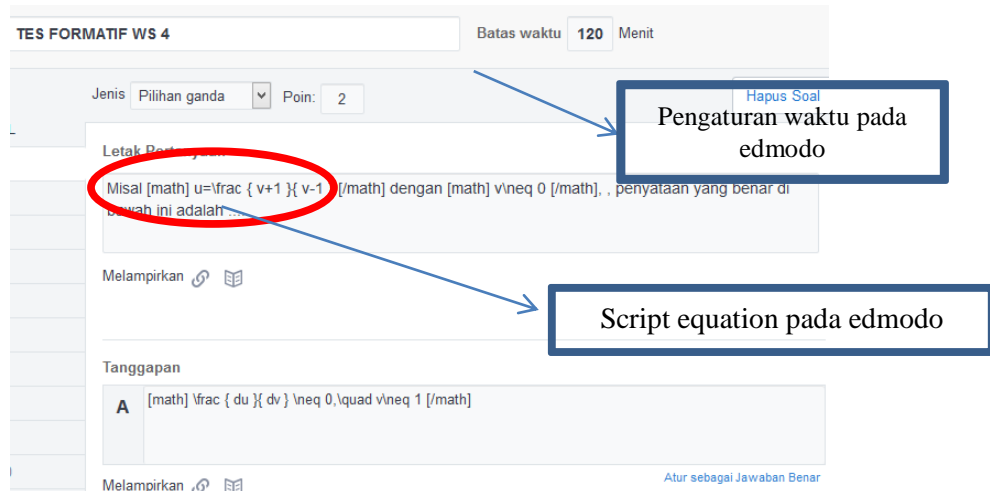 TES FORMATIF WS 4
Batas waktu 120 Menit
Jenis Pilihan ganda Poin: 2
Hapus Soal
Pengaturan waktu pada
edmodo
Letak
Misal [math] u=\frac { v+1 }{ v-1 } [/math] dengan [math] v\neq 0 [/math], , penyataan yang benar di
bawah ini adalah ....
Melampirkan
Script equation pada edmodo
Tanggapan
A [math] \frac { du }{ dv } \neq 0,\quad v\neq 1 [/math]
Atur sebagai Jawaban Benar
Melampirkan